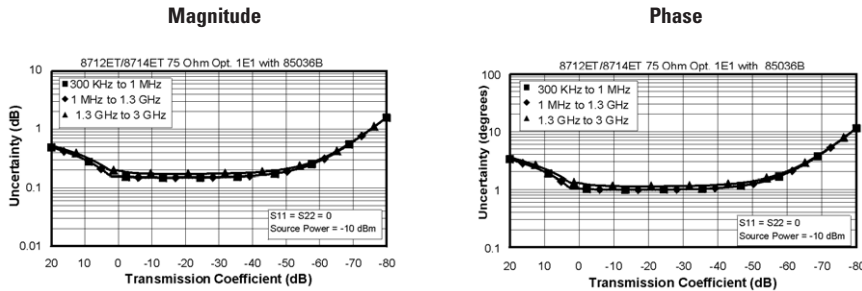 Magnitude
8712ET/8714ET 75 Ohm Opt. 1E1 with 85036B
Uncertainty (dB)
10
1
0.1
0.01
300 KHz to 1 MHz
1 MHz to 1.3 GHz
1.3 GHz to 3 GHz
S11 = S22 = 0
Source Power = -10 dBm
20 10 0 -10 -20 -30 -40 -50 -60 -70 -80
Transmission Coefficient (dB)
Phase
8712ET/8714ET 75 Ohm Opt. 1E1 with 85036B
Uncertainty (degrees)
100
10
1
0.1
300 KHz to 1 MHz
1 MHz to 1.3 GHz
1.3 GHz to 3 GHz
S11 = S22 = 0
Source Power = -10 dBm
20 10 0 -10 -20 -30 -40 -50 -60 -70 -80
Transmission Coefficient (dB)